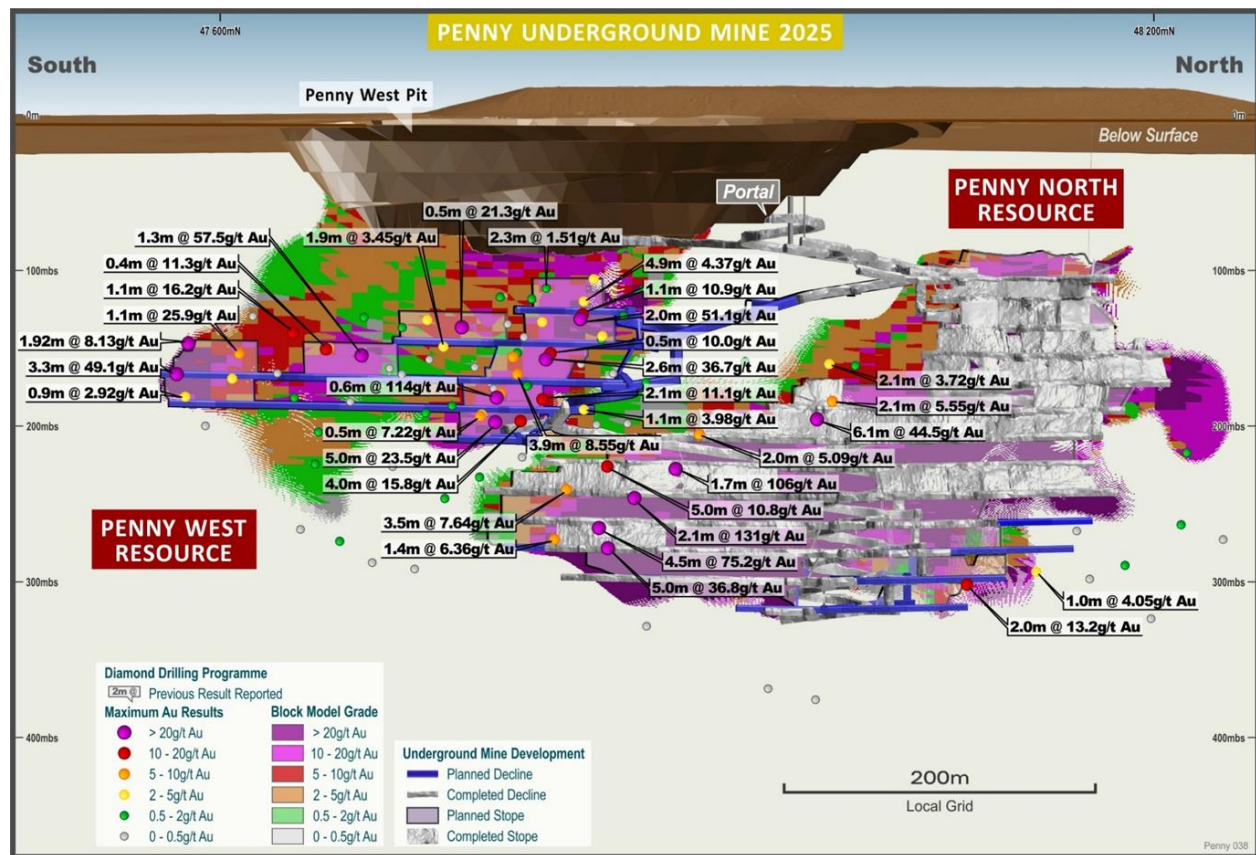 PENNY UNDERGROUND MINE 2025
47 600mN
48 200mN
South
North
Penny West Pit
0m
0m
Below Surface
Portal
PENNY NORTH
RESOURCE
0.5m @ 21.3g/t Au
1.3m @ 57.5g/t Au
1.9m @ 3.45g/t Au
2.3m @ 1.51g/t Au
0.4m @ 11.3g/t Au
4.9m @ 4.37g/t Au
100mbs
100mbs
1.1m @ 16.2g/t Au
1.1m @ 10.9g/t Au
1.1m @ 25.9g/t Au
2.0m @ 51.1g/t Au
1.92m @ 8.13g/t Au
0.5m @ 10.0g/t Au
3.3m @ 49.1g/t Au
2.6m @ 36.7g/t Au
2.1m @ 3.72g/t Au
0.9m @ 2.92g/t Au
0.6m @ 114g/t Au
2.1m @ 11.1g/t Au
2.1m @ 5.55g/t Au
1.1m @ 3.98g/t Au
200mbs
200mbs
6.1m @ 44.5g/t Au
0.5m @ 7.22g/t Au
3.9m @ 8.55g/t Au
5.0m @ 23.5g/t Au
2.0m @ 5.09g/t Au
4.0m @ 15.8g/t Au
1.7m @ 106g/t Au
5.0m @ 10.8g/t Au
PENNY WEST
RESOURCE
3.5m @ 7.64g/t Au
2.1m @ 131g/t Au
1.4m @ 6.36g/t Au
4.5m @ 75.2g/t Au
300mbs
300mbs
5.0m @ 36.8g/t Au
1.0m @ 4.05g/t Au
2.0m @ 13.2g/t Au
400mbs
400mbs
Diamond Drilling Programme
2m @
Previous Result Reported
Maximum Au Results
> 20g/t Au
10 - 20g/t Au
5 - 10g/t Au
2 - 5g/t Au
0.5 - 2g/t Au
0 - 0.5g/t Au
Block Model Grade
> 20g/t Au
10 - 20g/t Au
5 - 10g/t Au
2 - 5g/t Au
0.5 - 2g/t Au
0 - 0.5g/t Au
Underground Mine Development
Planned Decline
Completed Decline
Planned Stope
Completed Stope
200m
Local Grid
Penny 038